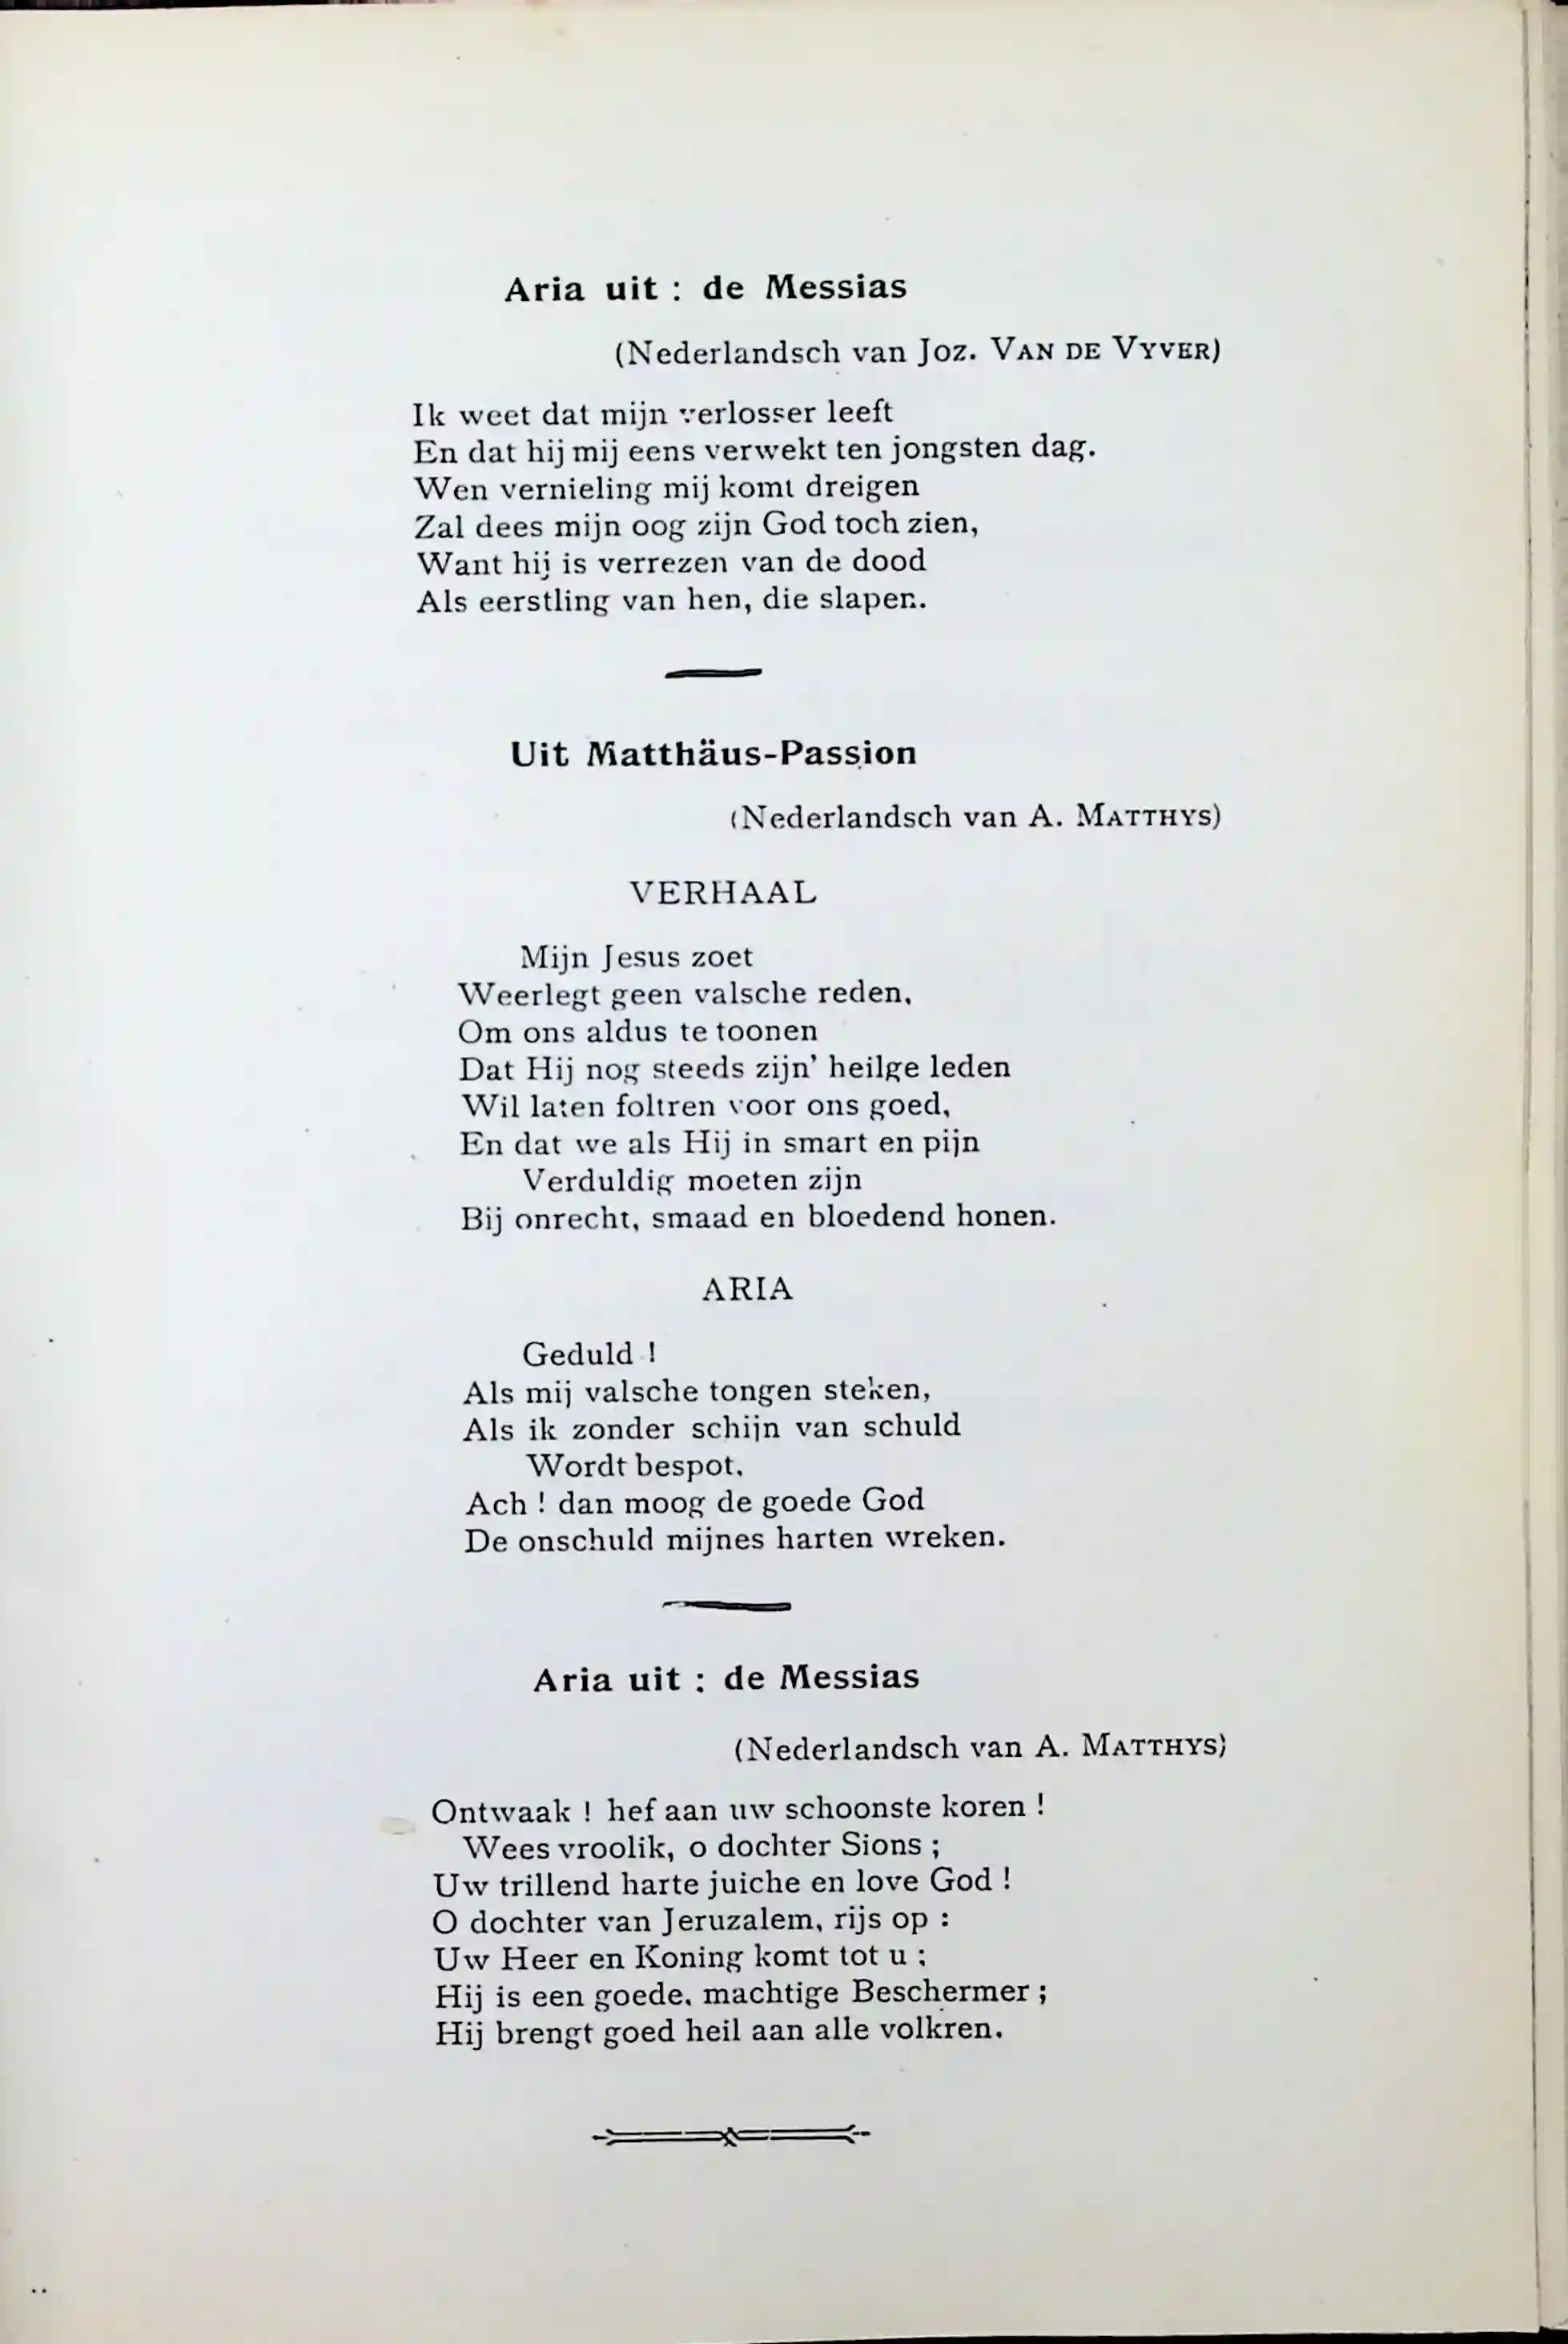 Aria uit : de Messias
(Nederlandsch van Joz. VAN DE VYVER)
Ik weet dat mijn verlosser leeft
En dat hij mij eens verwekt ten jongsten dag.
Wen vernieling mij komt dreigen
Zal dees mijn oog zijn God toch zien,
Want hij is verrezen van de dood
Als eerstling van hen, die slapen.
Uit Matthäus-Passion
(Nederlandsch van A. MATTHYS)
VERHAAL
Mijn Jesus zoet
Weerlegt geen valsche reden,
Om ons aldus te toonen
Dat Hij nog steeds zijn’ heilge leden
Wil laten foltren voor ons goed,
En dat we als Hij in smart en pijn
Verduldig moeten zijn
Bij onrecht, smaad en bloedend honen.
ARIA
Geduld !
Als mij valsche tongen steken,
Als ik zonder schijn van schuld
Wordt bespot,
Ach ! dan moog de goede God
De onschuld mijnes harten wreken.
Aria uit : de Messias
(Nederlandsch van A. MATTHYS)
Ontwaak ! hef aan uw schoonste koren !
Wees vroolik, o dochter Sions ;
Uw trillend harte juiche en love God !
O dochter van Jeruzalem, rijs op :
Uw Heer en Koning komt tot u ;
Hij is een goede, machtige Beschermer ;
Hij brengt goed heil aan alle volkren.